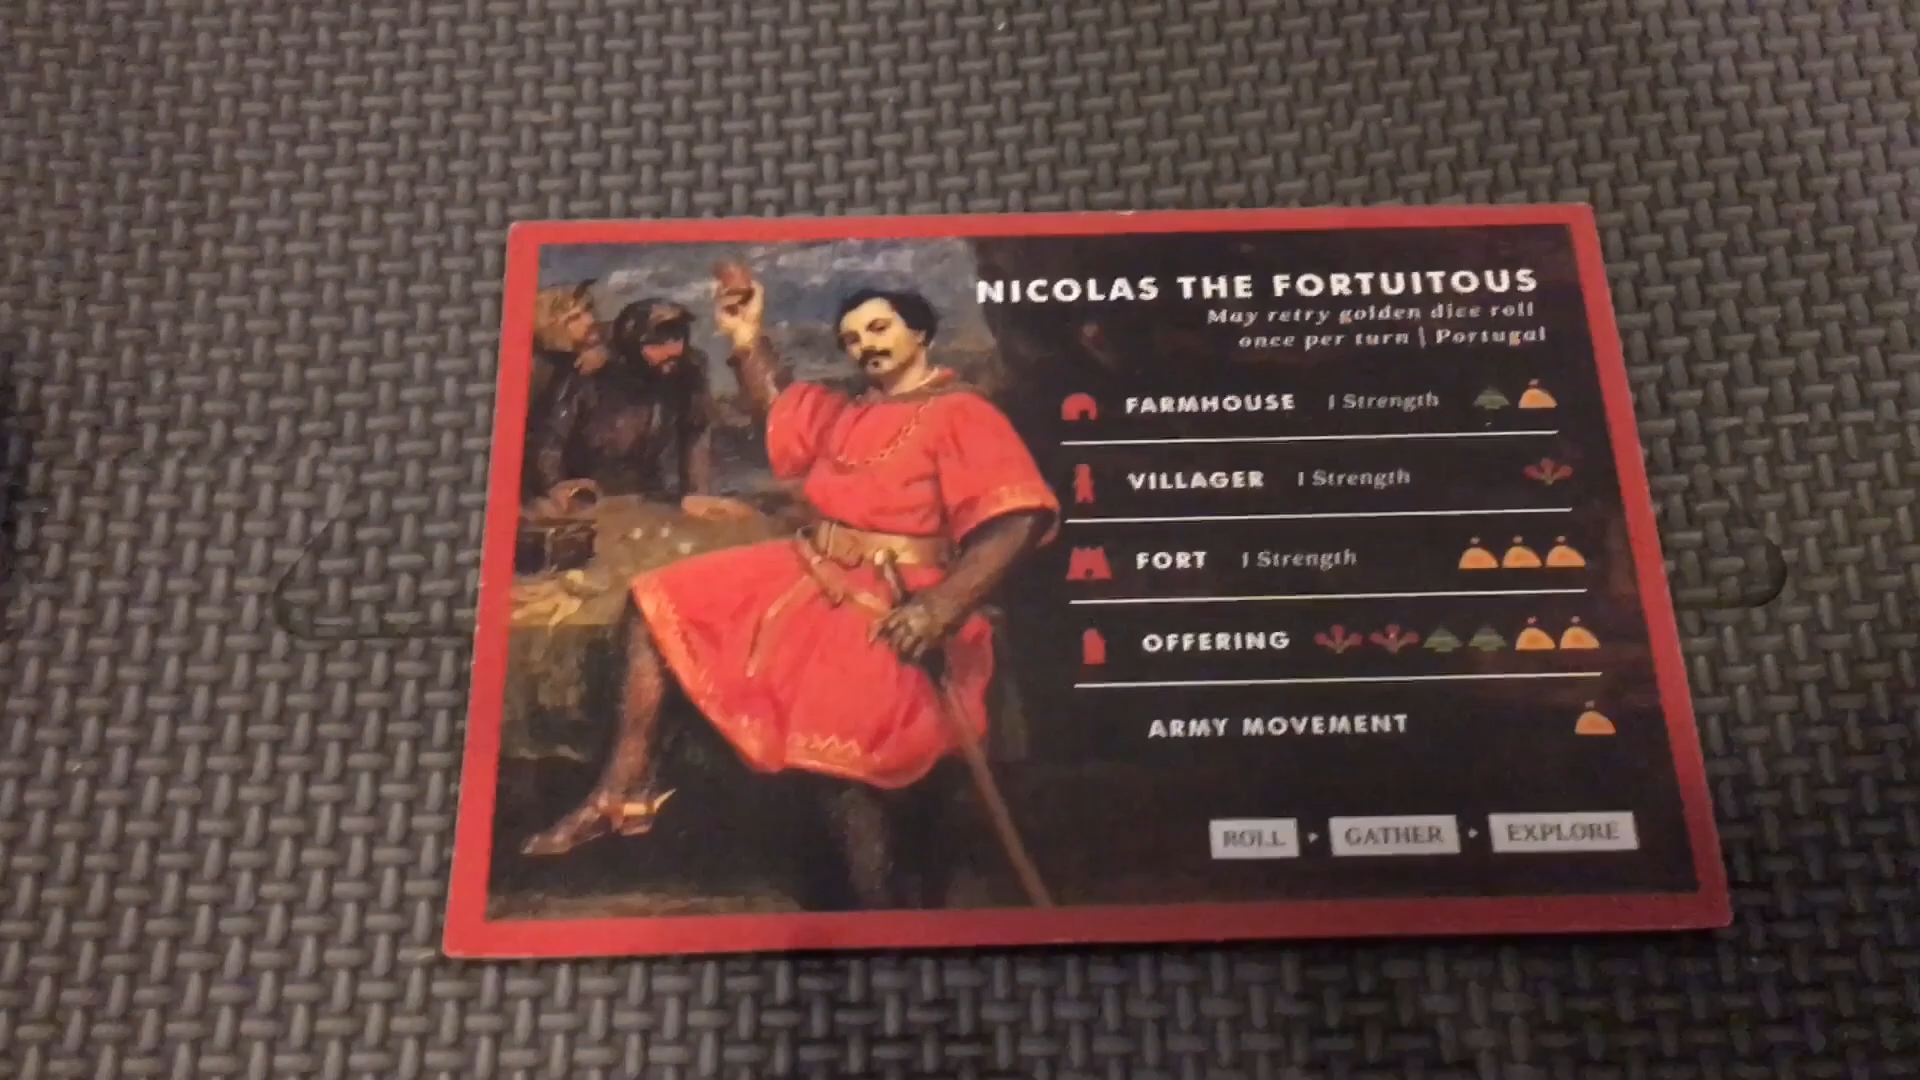 NICOLAS THE FORTUITOUS
May retry golden dice roll
once per turn | Portugal
FARMHOUSE 1 Strength
VILLAGER 1 Strength
FORT 1 Strength
OFFERING
ARMY MOVEMENT
ROLL GATHER EXPLORE